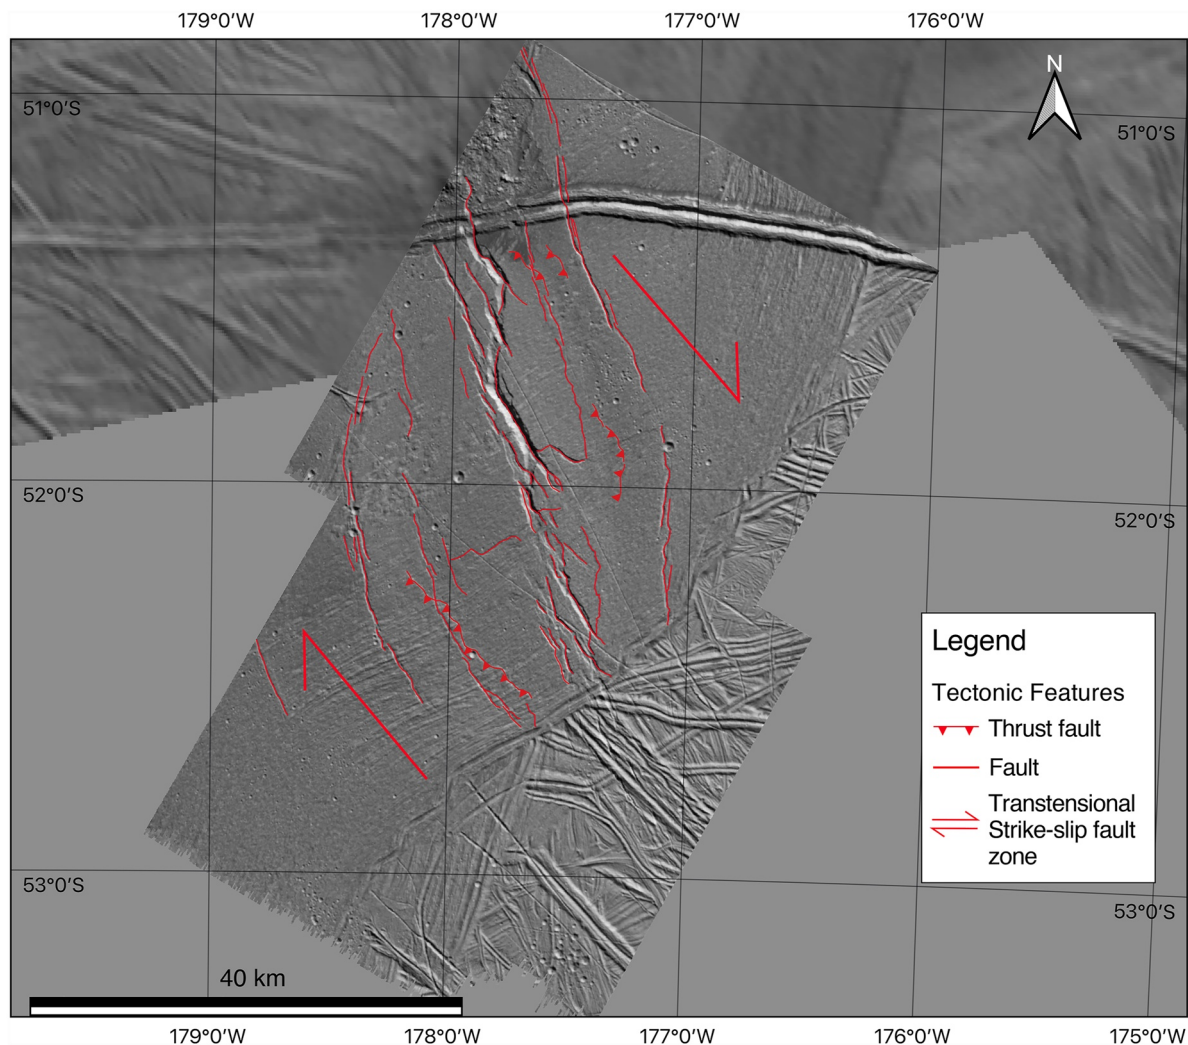 179°0'W 178°0'W 177°0'W 176°0'W
N
51°0'S
51°0'S
52°0'S
52°0'S
Legend
Tectonic Features
Thrust fault
Fault
Transtensional
Strike-slip fault
zone
53°0'S
53°0'S
40 km
179°0'W 178°0'W 177°0'W 176°0'W 175°0'W